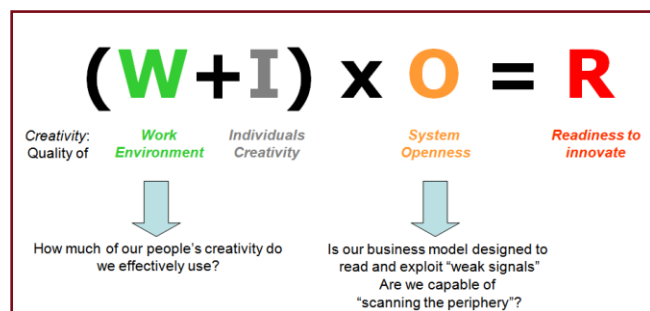 (W+I) x O = R
Creativity: Work Individuals System Readiness to
Quality of Environment Creativity Openness innovate
How much of our people's creativity do
we effectively use?
Is our business model designed to
read and exploit “weak signals”
Are we capable of
“scanning the periphery”?